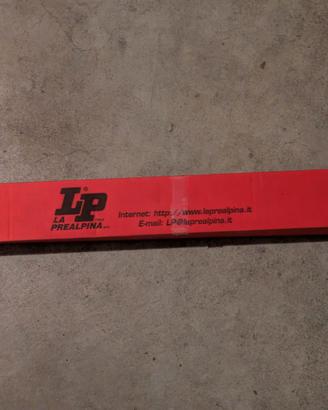 LP®
LA
PREALPINA
Internet: http://www.laprealpina.it
E-mail: LP@laprealpina.it